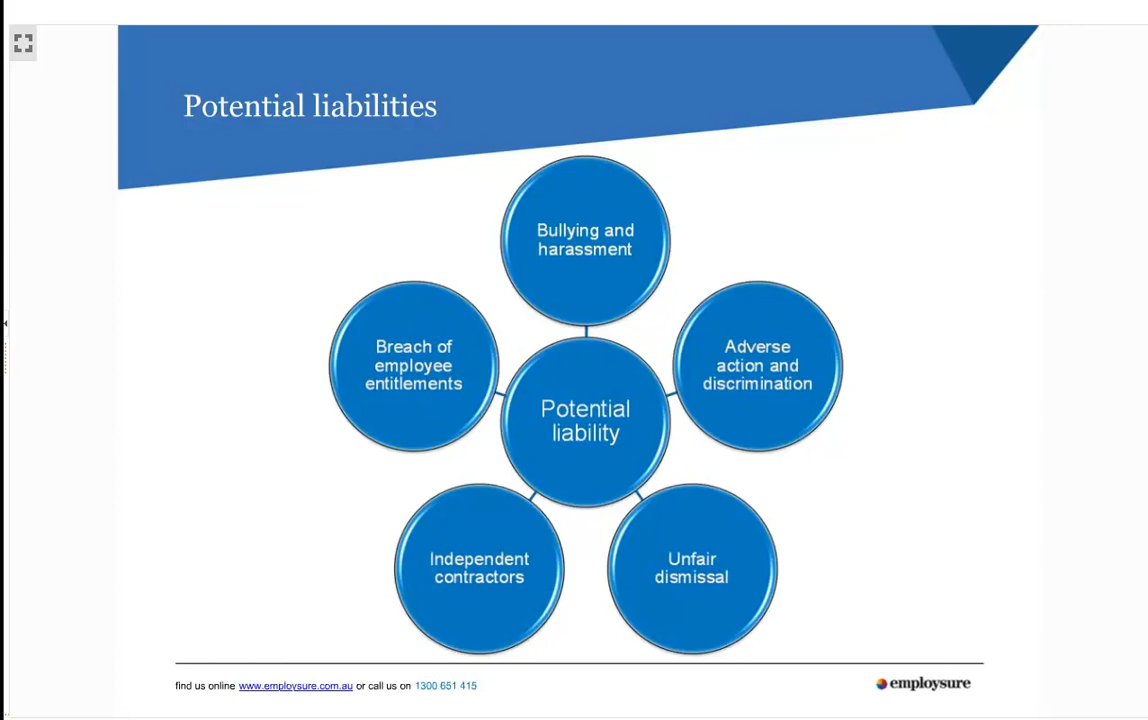 Potential liabilities
Bullying and
harassment
Breach of
employee
entitlements
Adverse
action and
discrimination
Potential
liability
Independent
contractors
Unfair
dismissal
find us online www.employsure.com.au or call us on 1300 651 415
employsure